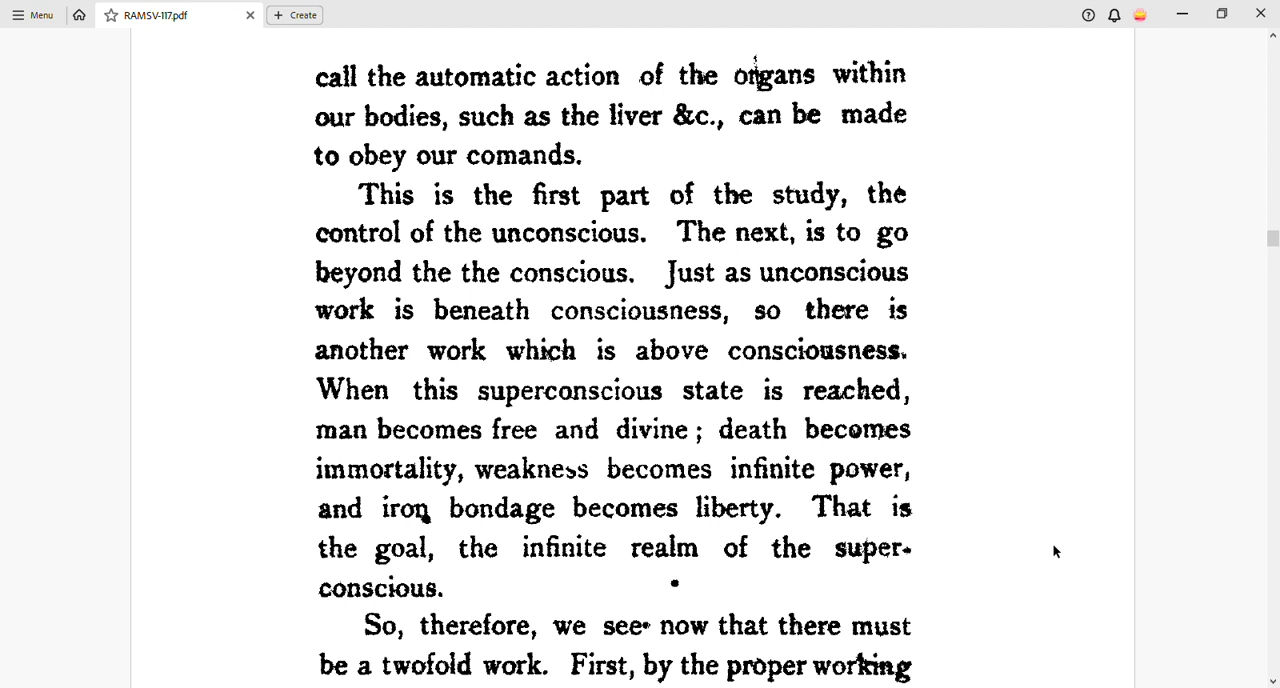 Menu
RAMSV-117.pdf
+ Create
call the automatic action of the organs within
our bodies, such as the liver &c., can be made
to obey our comands.
This is the first part of the study, the
control of the unconscious. The next, is to go
beyond the the conscious. Just as unconscious
work is beneath consciousness, so there is
another work which is above consciousness.
When this superconscious state is reached,
man becomes free and divine ; death becomes
immortality, weakness becomes infinite power,
and iron bondage becomes liberty. That is
the goal, the infinite realm of the super-
conscious.
So, therefore, we see now that there must
be a twofold work. First, by the proper working